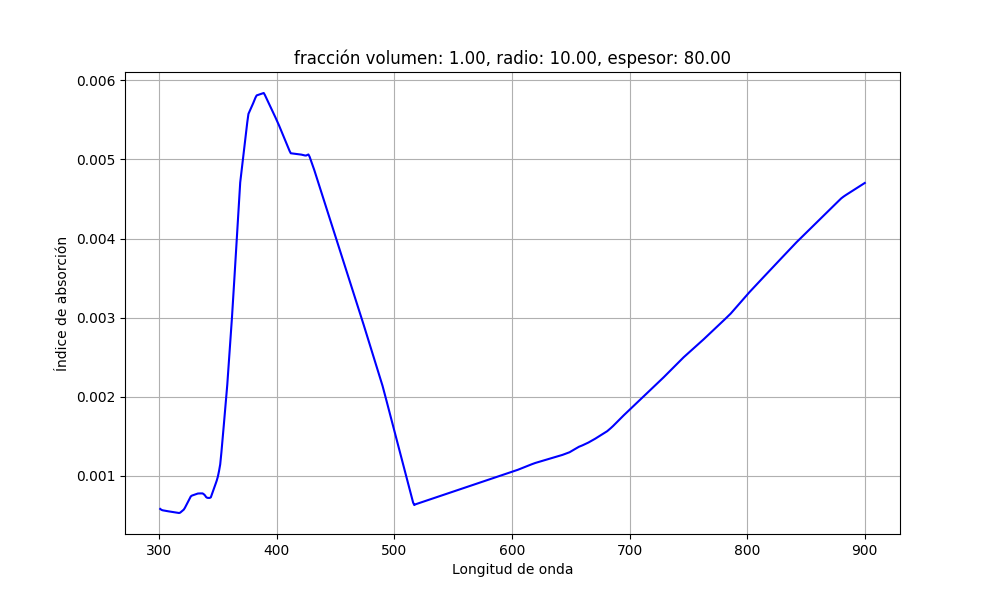 fracción volumen: 1.00, radio: 10.00, espesor: 80.00
0.006
0.005
0.004
0.003
0.002
0.001
Índice de absorción
300 400 500 600 700 800 900
Longitud de onda